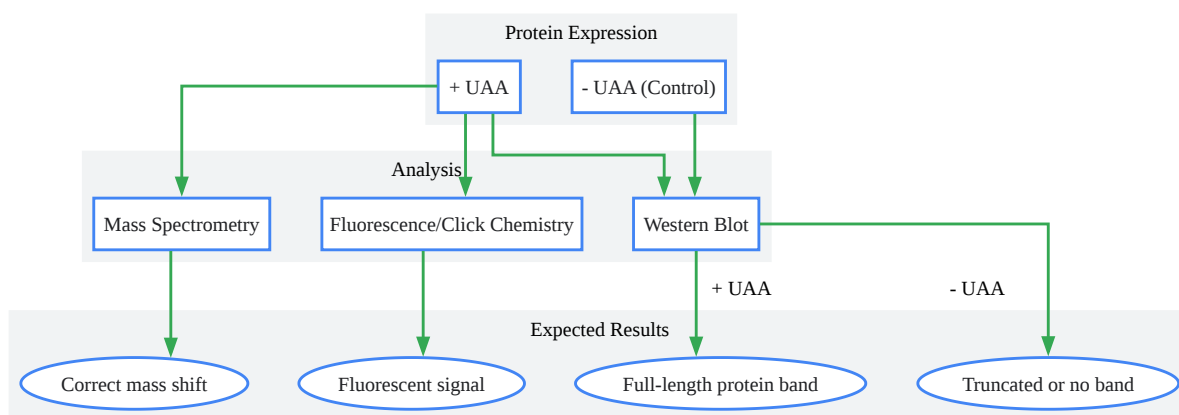 Protein Expression
+ UAA
- UAA (Control)
Analysis
Mass Spectrometry
Fluorescence/Click Chemistry
Western Blot
+ UAA
- UAA
Expected Results
Correct mass shift
Fluorescent signal
Full-length protein band
Truncated or no band